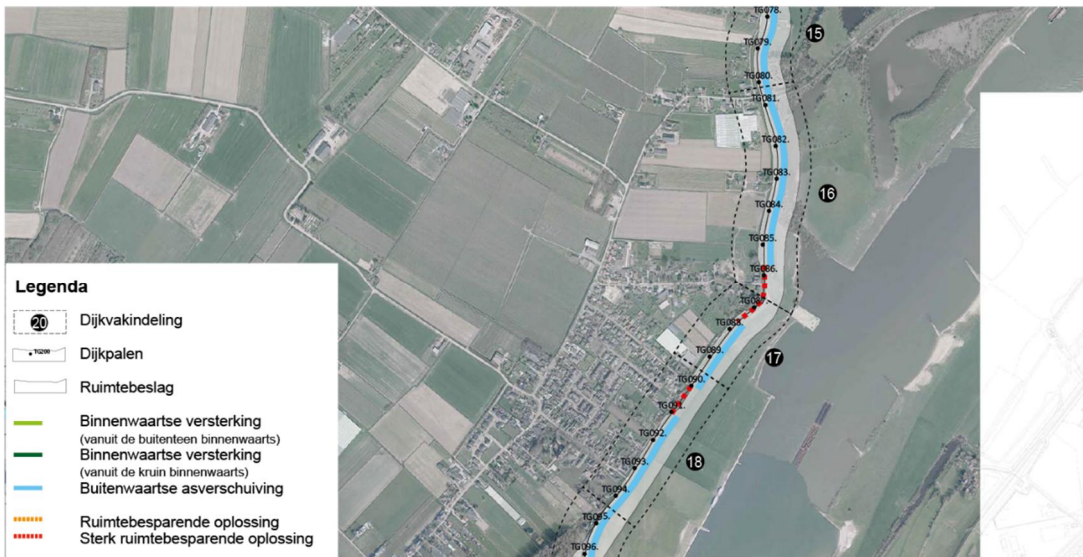 TG078.
15
TG079.
TG080.
TG081.
TG082.
TG083.
16
TG084.
TG085.
TG086.
TG087.
TG088.
17
TG089.
TG090.
TG091.
TG092.
18
TG093.
TG094.
TG095.
TG096.
Legenda
20 Dijkvakindeling
TG200 Dijkpalen
Ruimtebeslag
Binnenwaartse versterking
(vanuit de buitenteen binnenwaarts)
Binnenwaartse versterking
(vanuit de kruin binnenwaarts)
Buitenwaartse asverschuiving
Ruimtebesparende oplossing
Sterk ruimtebesparende oplossing